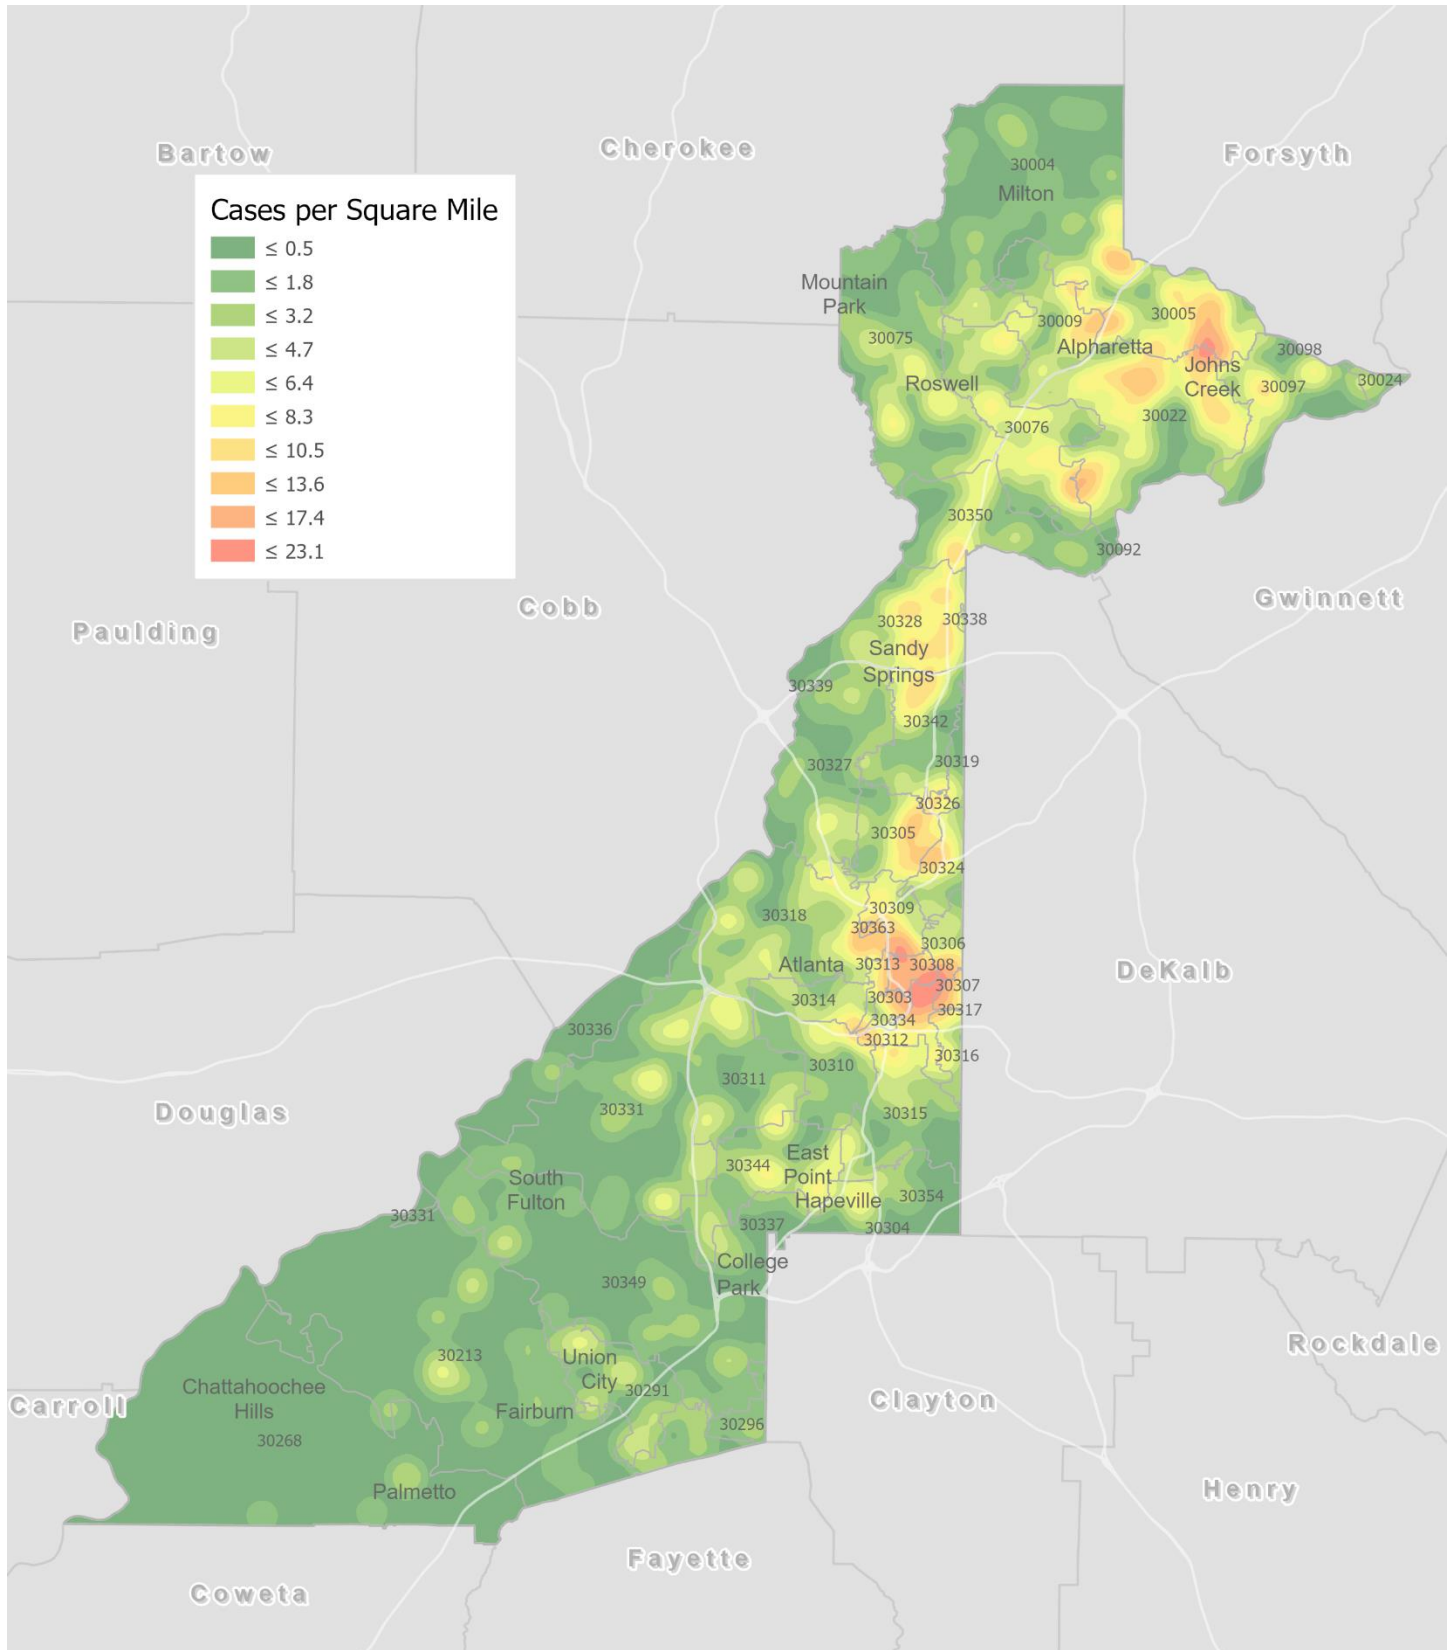 Bartow
Cherokee
Forsyth
30004
Milton
Cases per Square Mile
≤ 0.5
≤ 1.8
≤ 3.2
≤ 4.7
≤ 6.4
≤ 8.3
≤ 10.5
≤ 13.6
≤ 17.4
≤ 23.1
Mountain
Park
30075
30009
30005
Alpharetta
Johns
Creek
30098
30097
30024
Roswell
30022
30076
30350
30092
Paulding
Cobb
Gwinnett
30328
30338
Sandy
Springs
30339
30342
30327
30319
30326
30305
30324
30309
30318
30363
30306
Atlanta
30313
30308
DeKalb
30307
30314
30303
30317
30334
30336
30312
30316
30310
30311
Douglas
30331
30315
East
Point
30344
South
Fulton
Hapeville
30354
30331
30337
30304
College
Park
30349
Rockdale
30213
Union
City
30291
Chattahoochee
Hills
Carroll
Fairburn
Clayton
30296
30268
Palmetto
Henry
Fayette
Coweta